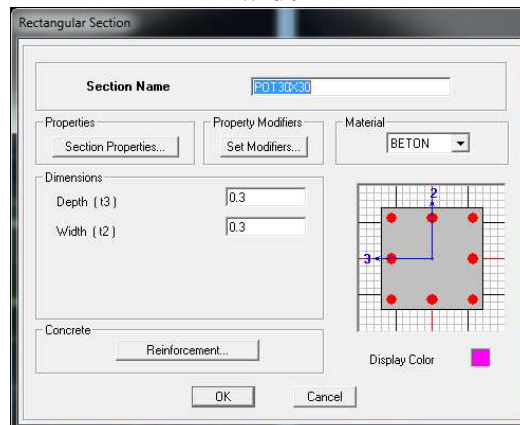 Rectangular Section
Section Name POT30X30
Properties Property Modifiers Material
Section Properties... Set Modifiers... BETON
Dimensions
Depth ( t3 ) 0.3
Width ( t2 ) 0.3
2
3
Concrete
Reinforcement...
Display Color
OK Cancel